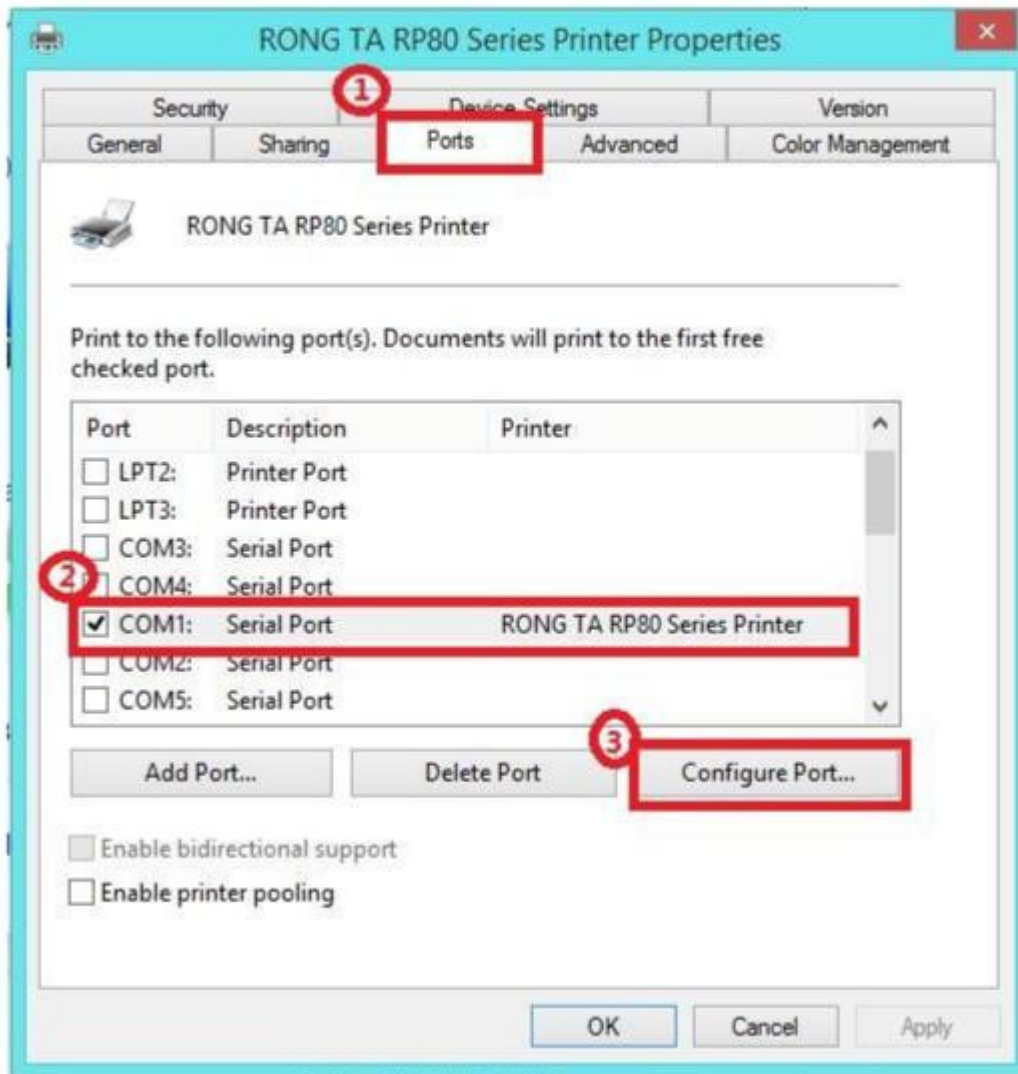 RONG TA RP80 Series Printer Properties
1
Security Device Settings Version
General Sharing Ports Advanced Color Management
RONG TA RP80 Series Printer
Print to the following port(s). Documents will print to the first free
checked port.
Port Description Printer
LPT2: Printer Port
LPT3: Printer Port
COM3: Serial Port
2
COM4: Serial Port
COM1: Serial Port RONG TA RP80 Series Printer
COM2: Serial Port
COM5: Serial Port
3
Add Port... Delete Port Configure Port...
Enable bidirectional support
Enable printer pooling
OK Cancel Apply